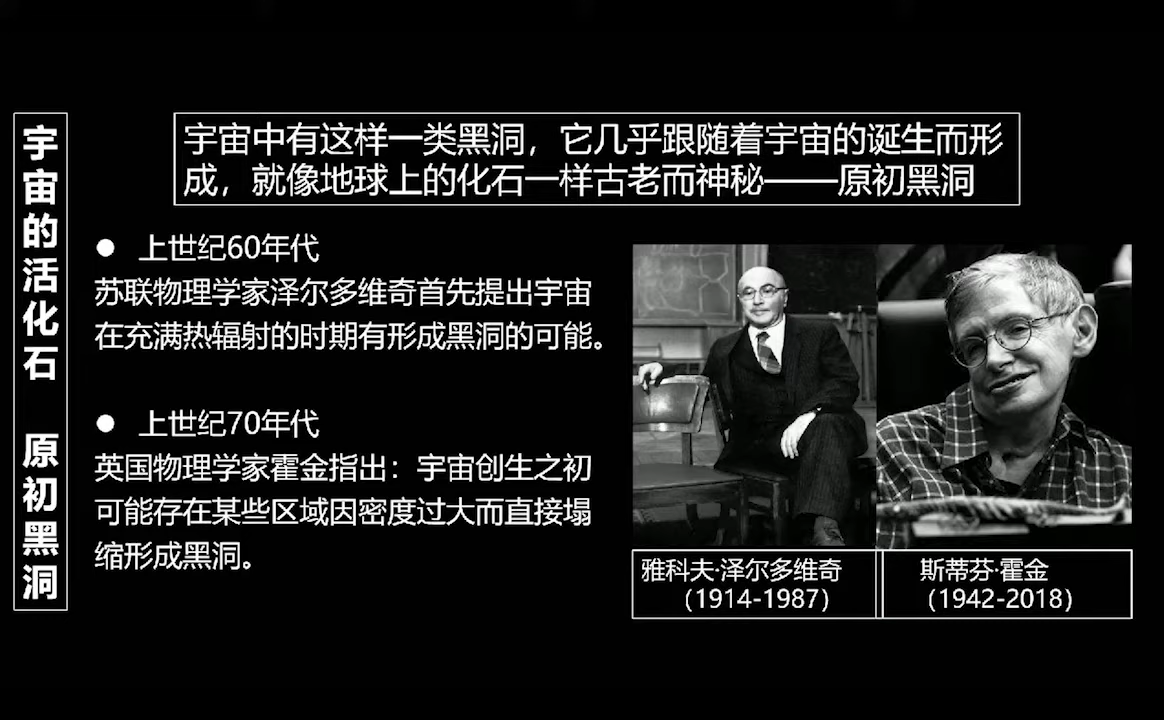 宇宙的活化石 原初黑洞
宇宙中有这样一类黑洞，它几乎跟随着宇宙的诞生而形
成，就像地球上的化石一样古老而神秘——原初黑洞
● 上世纪60年代
苏联物理学家泽尔多维奇首先提出宇宙
在充满热辐射的时期有形成黑洞的可能。
● 上世纪70年代
英国物理学家霍金指出：宇宙创生之初
可能存在某些区域因密度过大而直接塌
缩形成黑洞。
雅科夫·泽尔多维奇
（1914-1987）
斯蒂芬·霍金
（1942-2018）